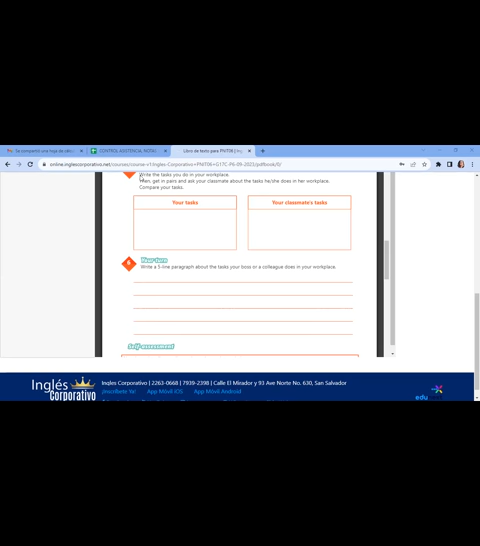 Se compartió una hoja de cálcu
CONTROL ASISTENCIAL NOTAS
Libro de texto para PNIT06 | Ing
online.inglescorporativo.net/courses/course-v1:Ingles-Corporativo+PNIT06+G17C-P6-09-2023/pdfbook/0/
Write the tasks you do in your workplace.
Then, get in pairs and ask your classmate about the tasks he/she does in her workplace.
Compare your tasks.
Your tasks
Your classmate's tasks
6
Your turn
Write a 5-line paragraph about the tasks your boss or a colleague does in your workplace.
Self-assessment
Inglés Corporativo
Ingles Corporativo | 2263-0668 | 7939-2398 | Calle El Mirador y 93 Ave Norte No. 630, San Salvador
¡Inscríbete Ya! App Móvil iOS App Móvil Android
edu